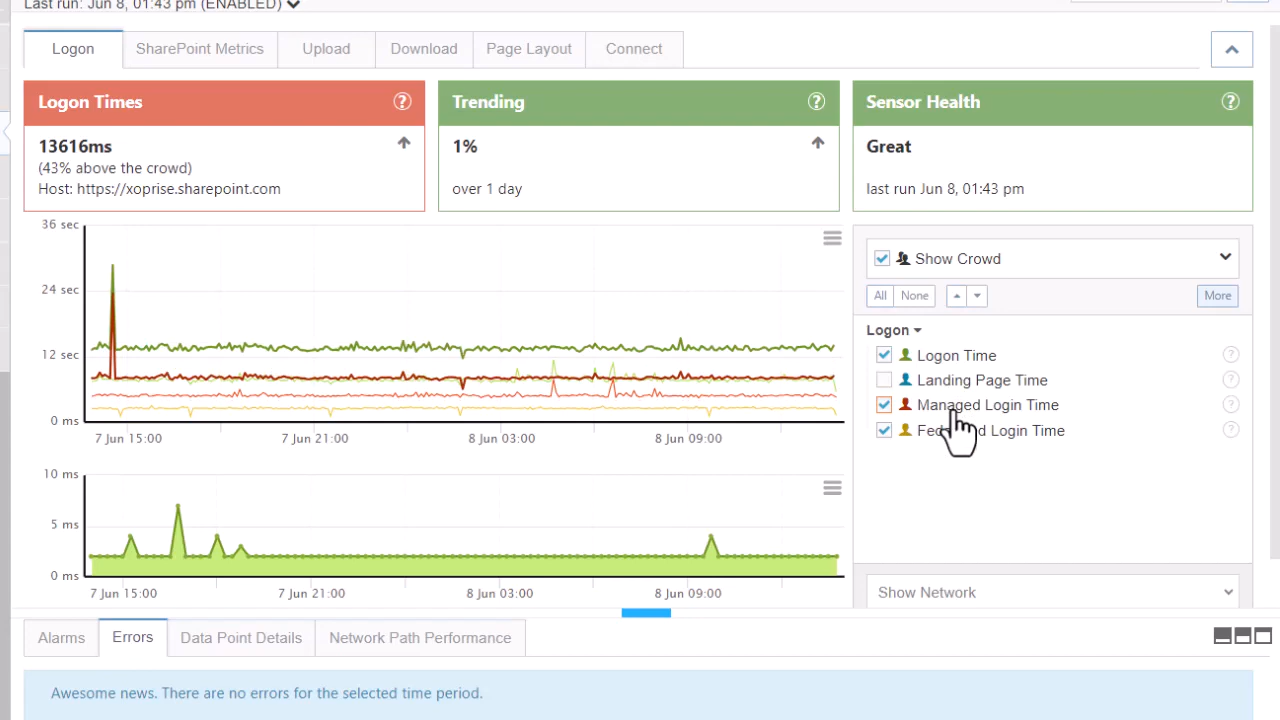 Last run: Jun 8, 01:43 pm (ENABLED)
Logon SharePoint Metrics Upload Download Page Layout Connect
Logon Times
13616ms
(43% above the crowd)
Host: https://xoprise.sharepoint.com
Trending
1%
over 1 day
Sensor Health
Great
last run Jun 8, 01:43 pm
36 sec
24 sec
12 sec
0 ms
7 Jun 15:00 7 Jun 21:00 8 Jun 03:00 8 Jun 09:00
10 ms
5 ms
0 ms
7 Jun 15:00 7 Jun 21:00 8 Jun 03:00 8 Jun 09:00
Show Crowd
All None More
Logon
Logon Time
Landing Page Time
Managed Login Time
Login Time
Show Network
Alarms Errors Data Point Details Network Path Performance
Awesome news. There are no errors for the selected time period.